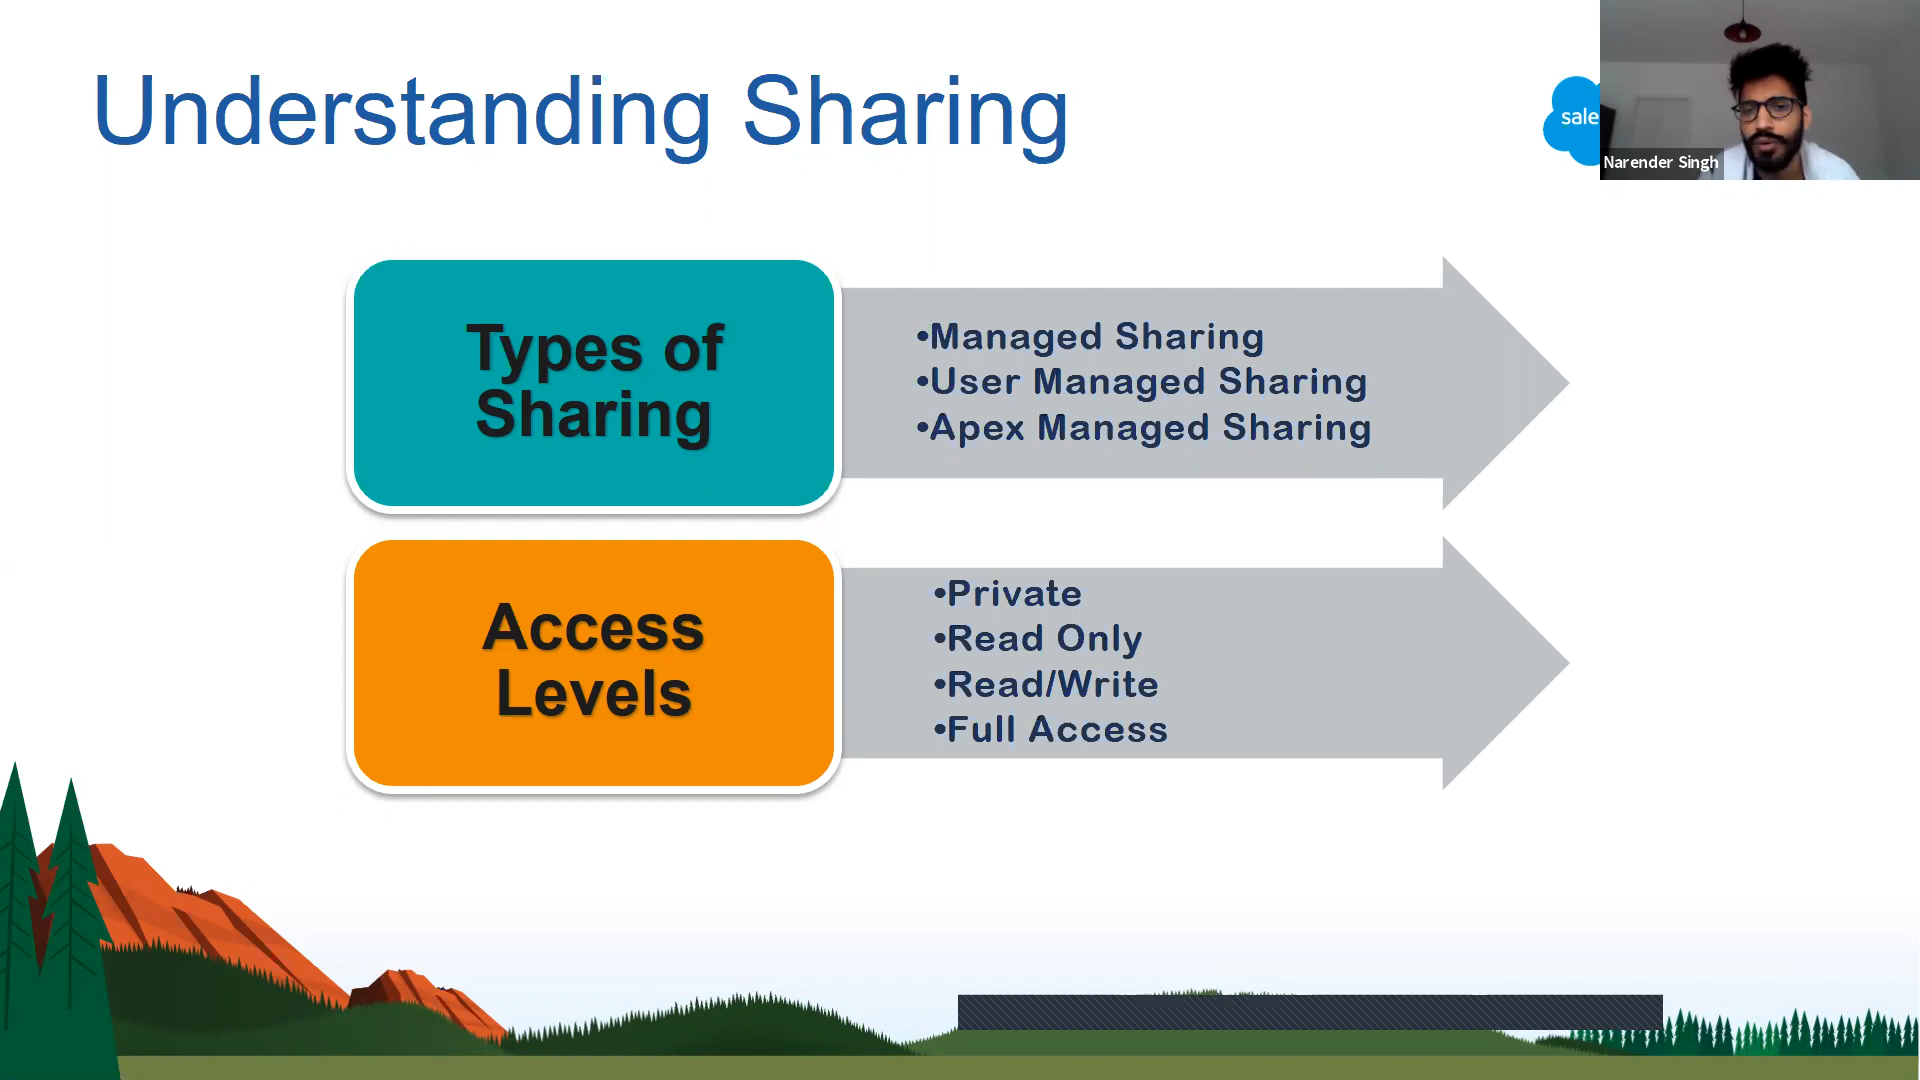 Understanding Sharing
sale
Narender Singh
Types of
Sharing
•Managed Sharing
•User Managed Sharing
•Apex Managed Sharing
Access
Levels
•Private
•Read Only
•Read/Write
•Full Access